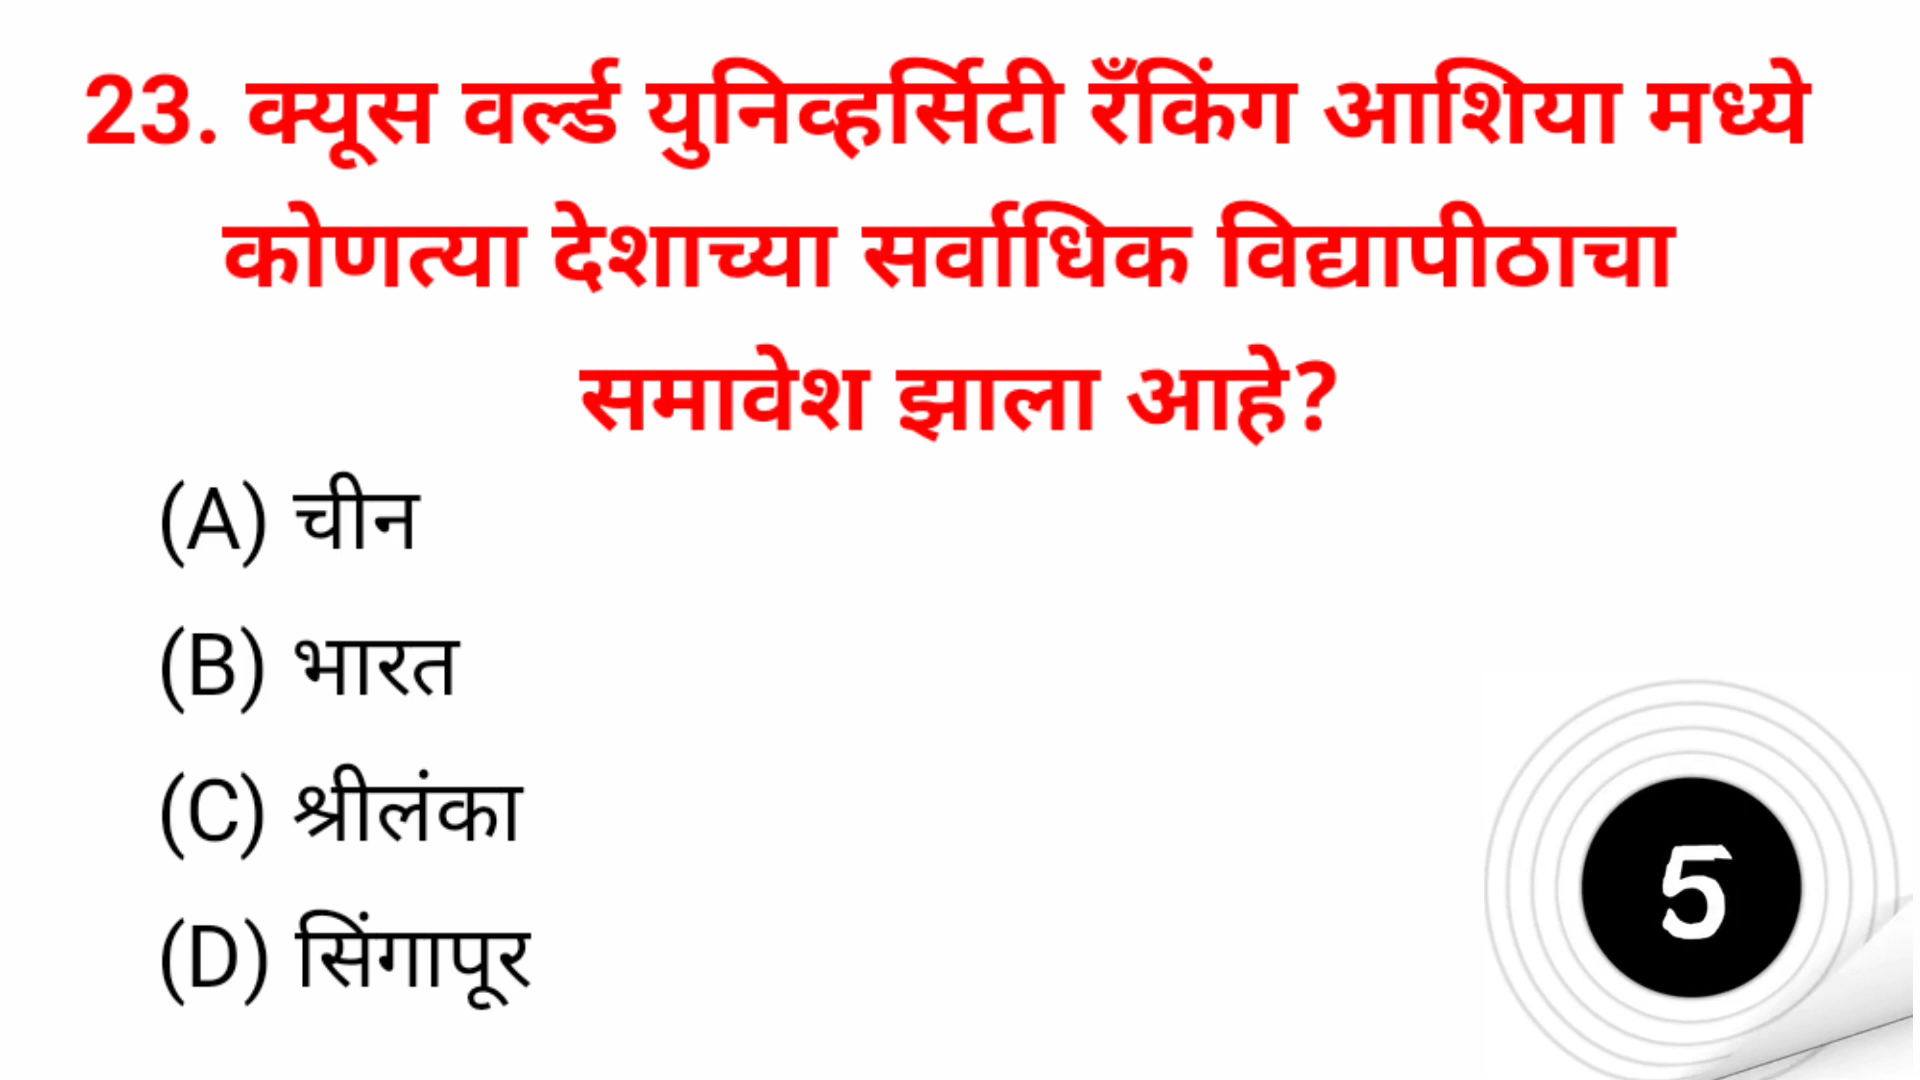 23. क्यूस वर्ल्ड युनिव्हर्सिटी रँकिंग आशिया मध्ये
कोणत्या देशाच्या सर्वाधिक विद्यापीठाचा
समावेश झाला आहे?
(A) चीन
(B) भारत
(C) श्रीलंका
(D) सिंगापूर
5